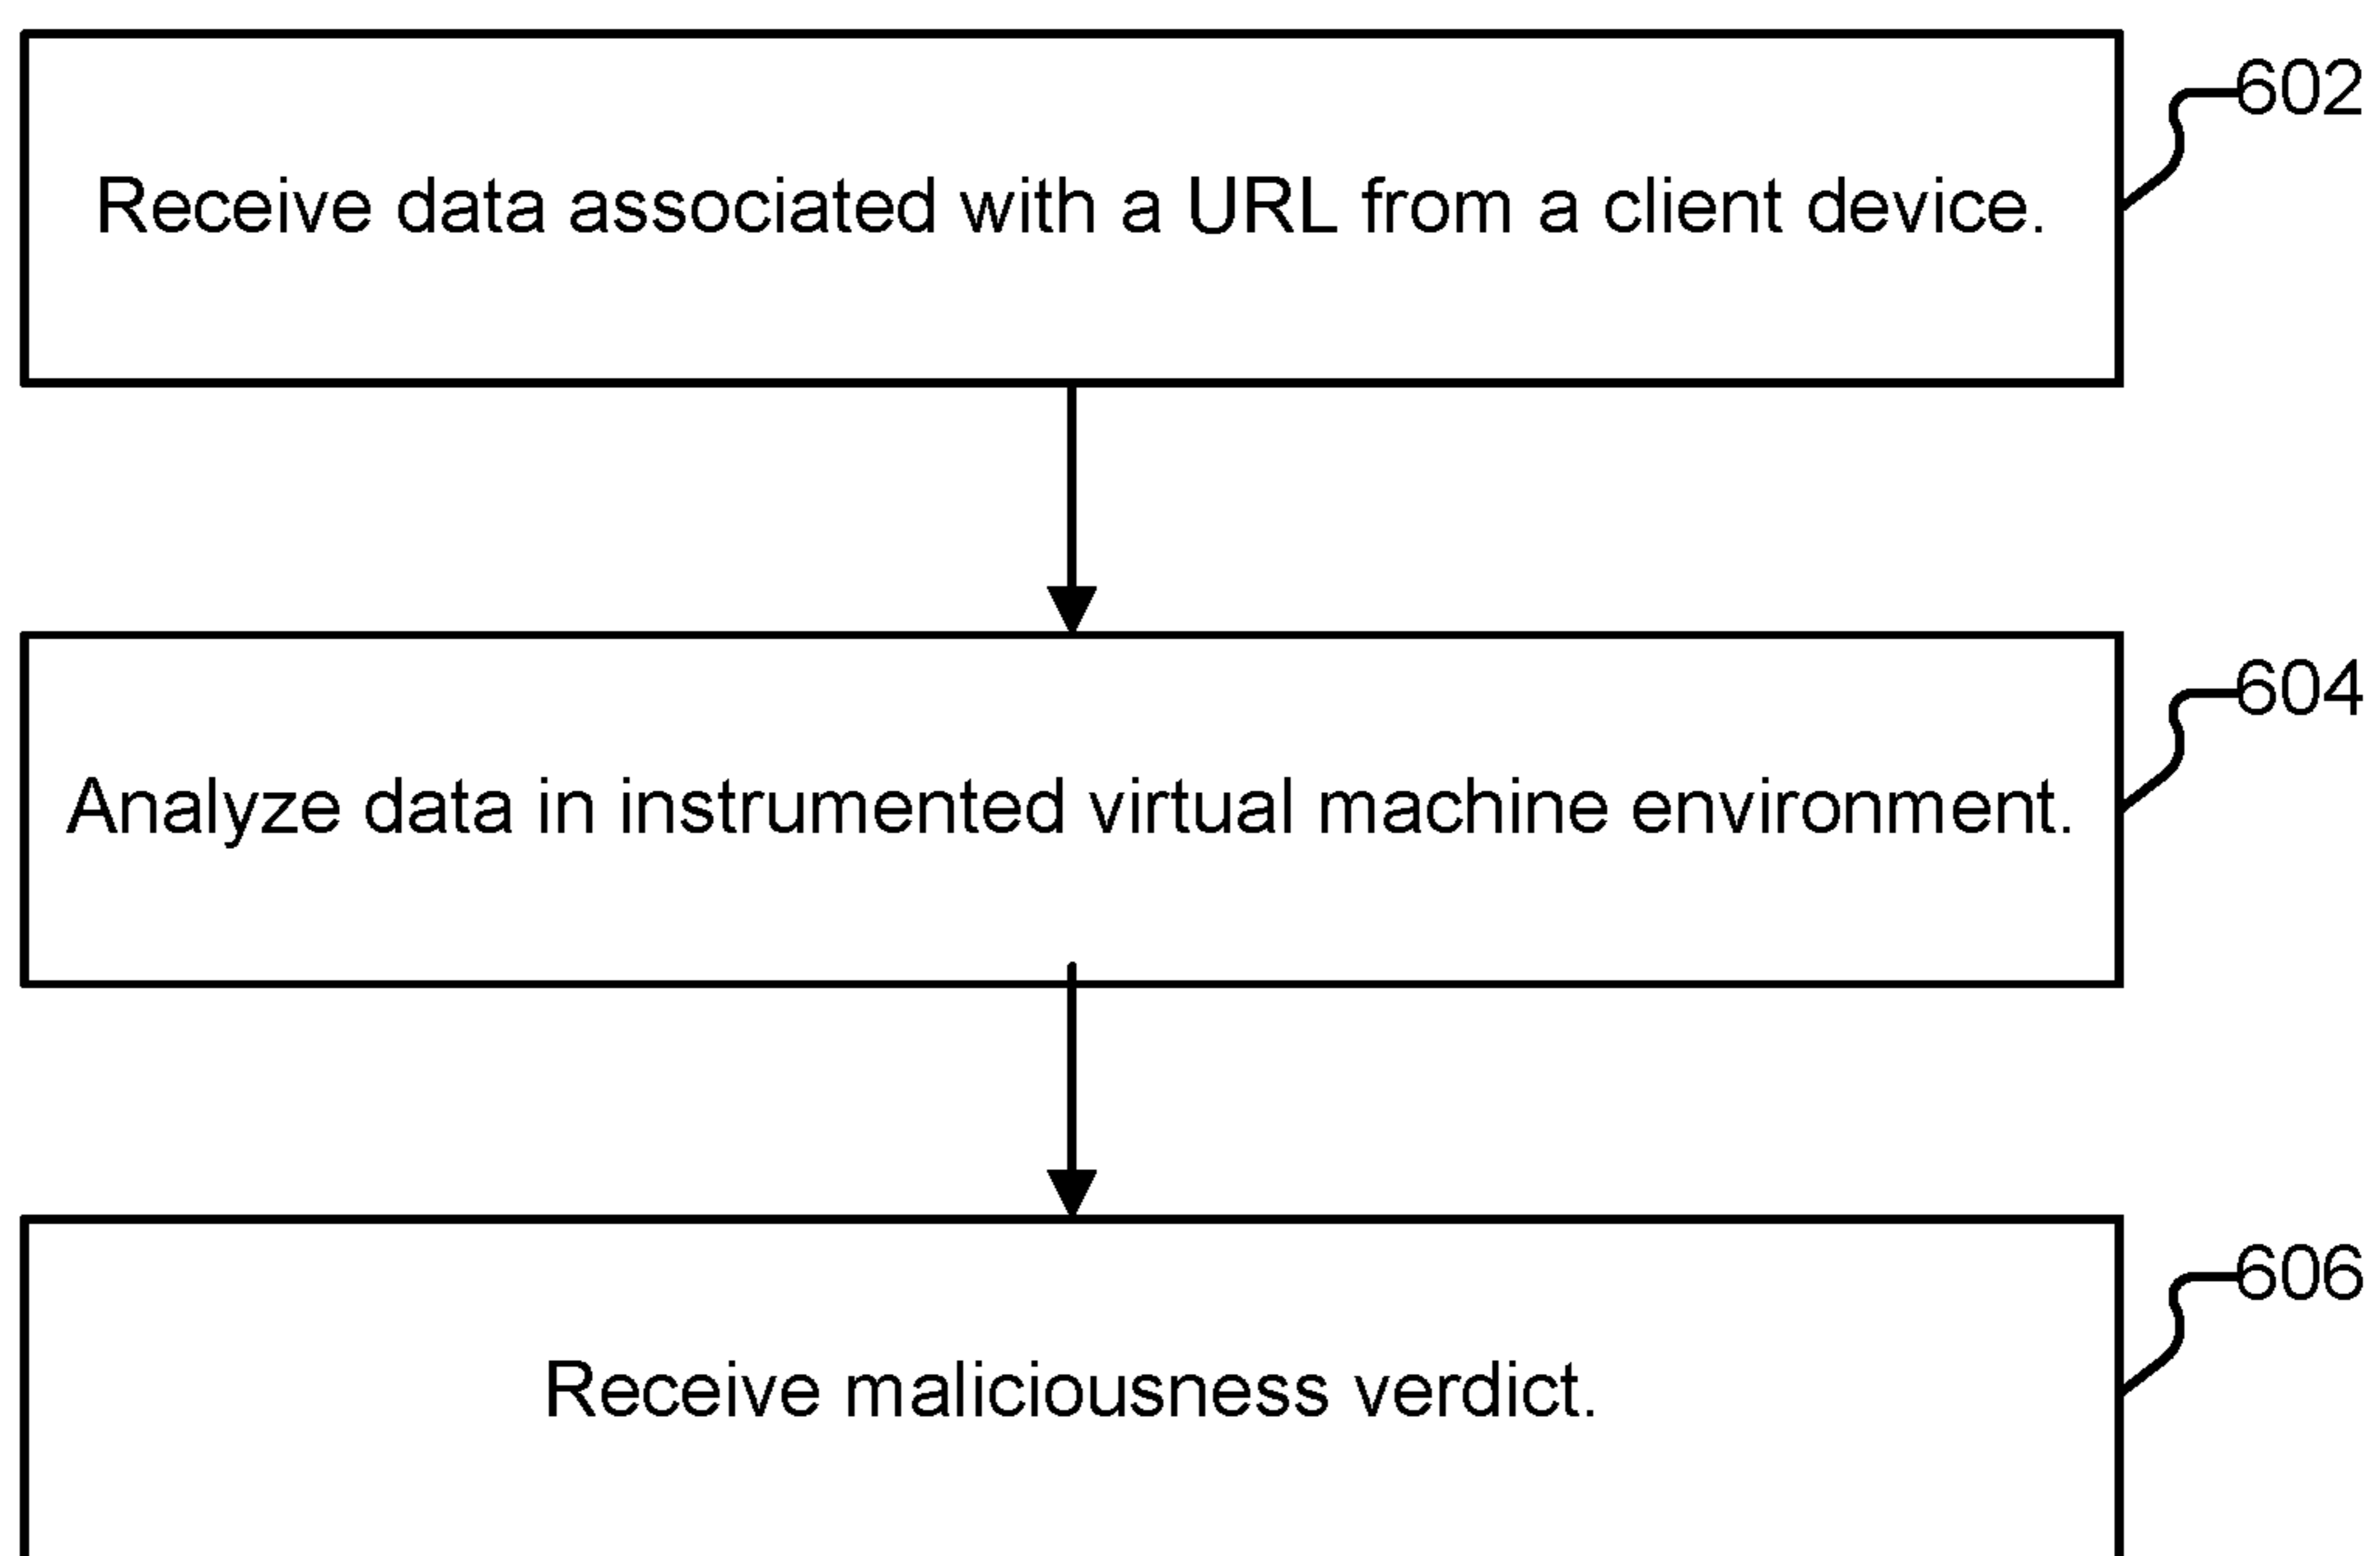 602
Receive data associated with a URL from a client device.
604
Analyze data in instrumented virtual machine environment.
606
Receive maliciousness verdict.